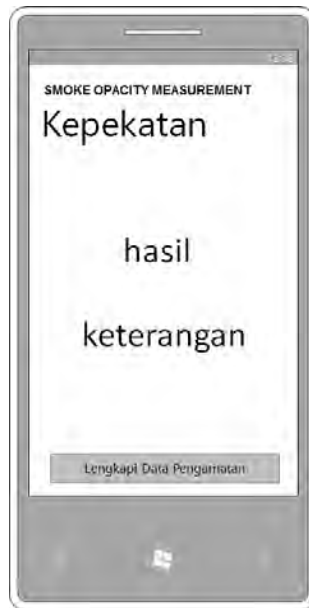 SMOKE OPACITY MEASUREMENT
Kepekatan
hasil
keterangan
Lengkapi Data Pengamatan